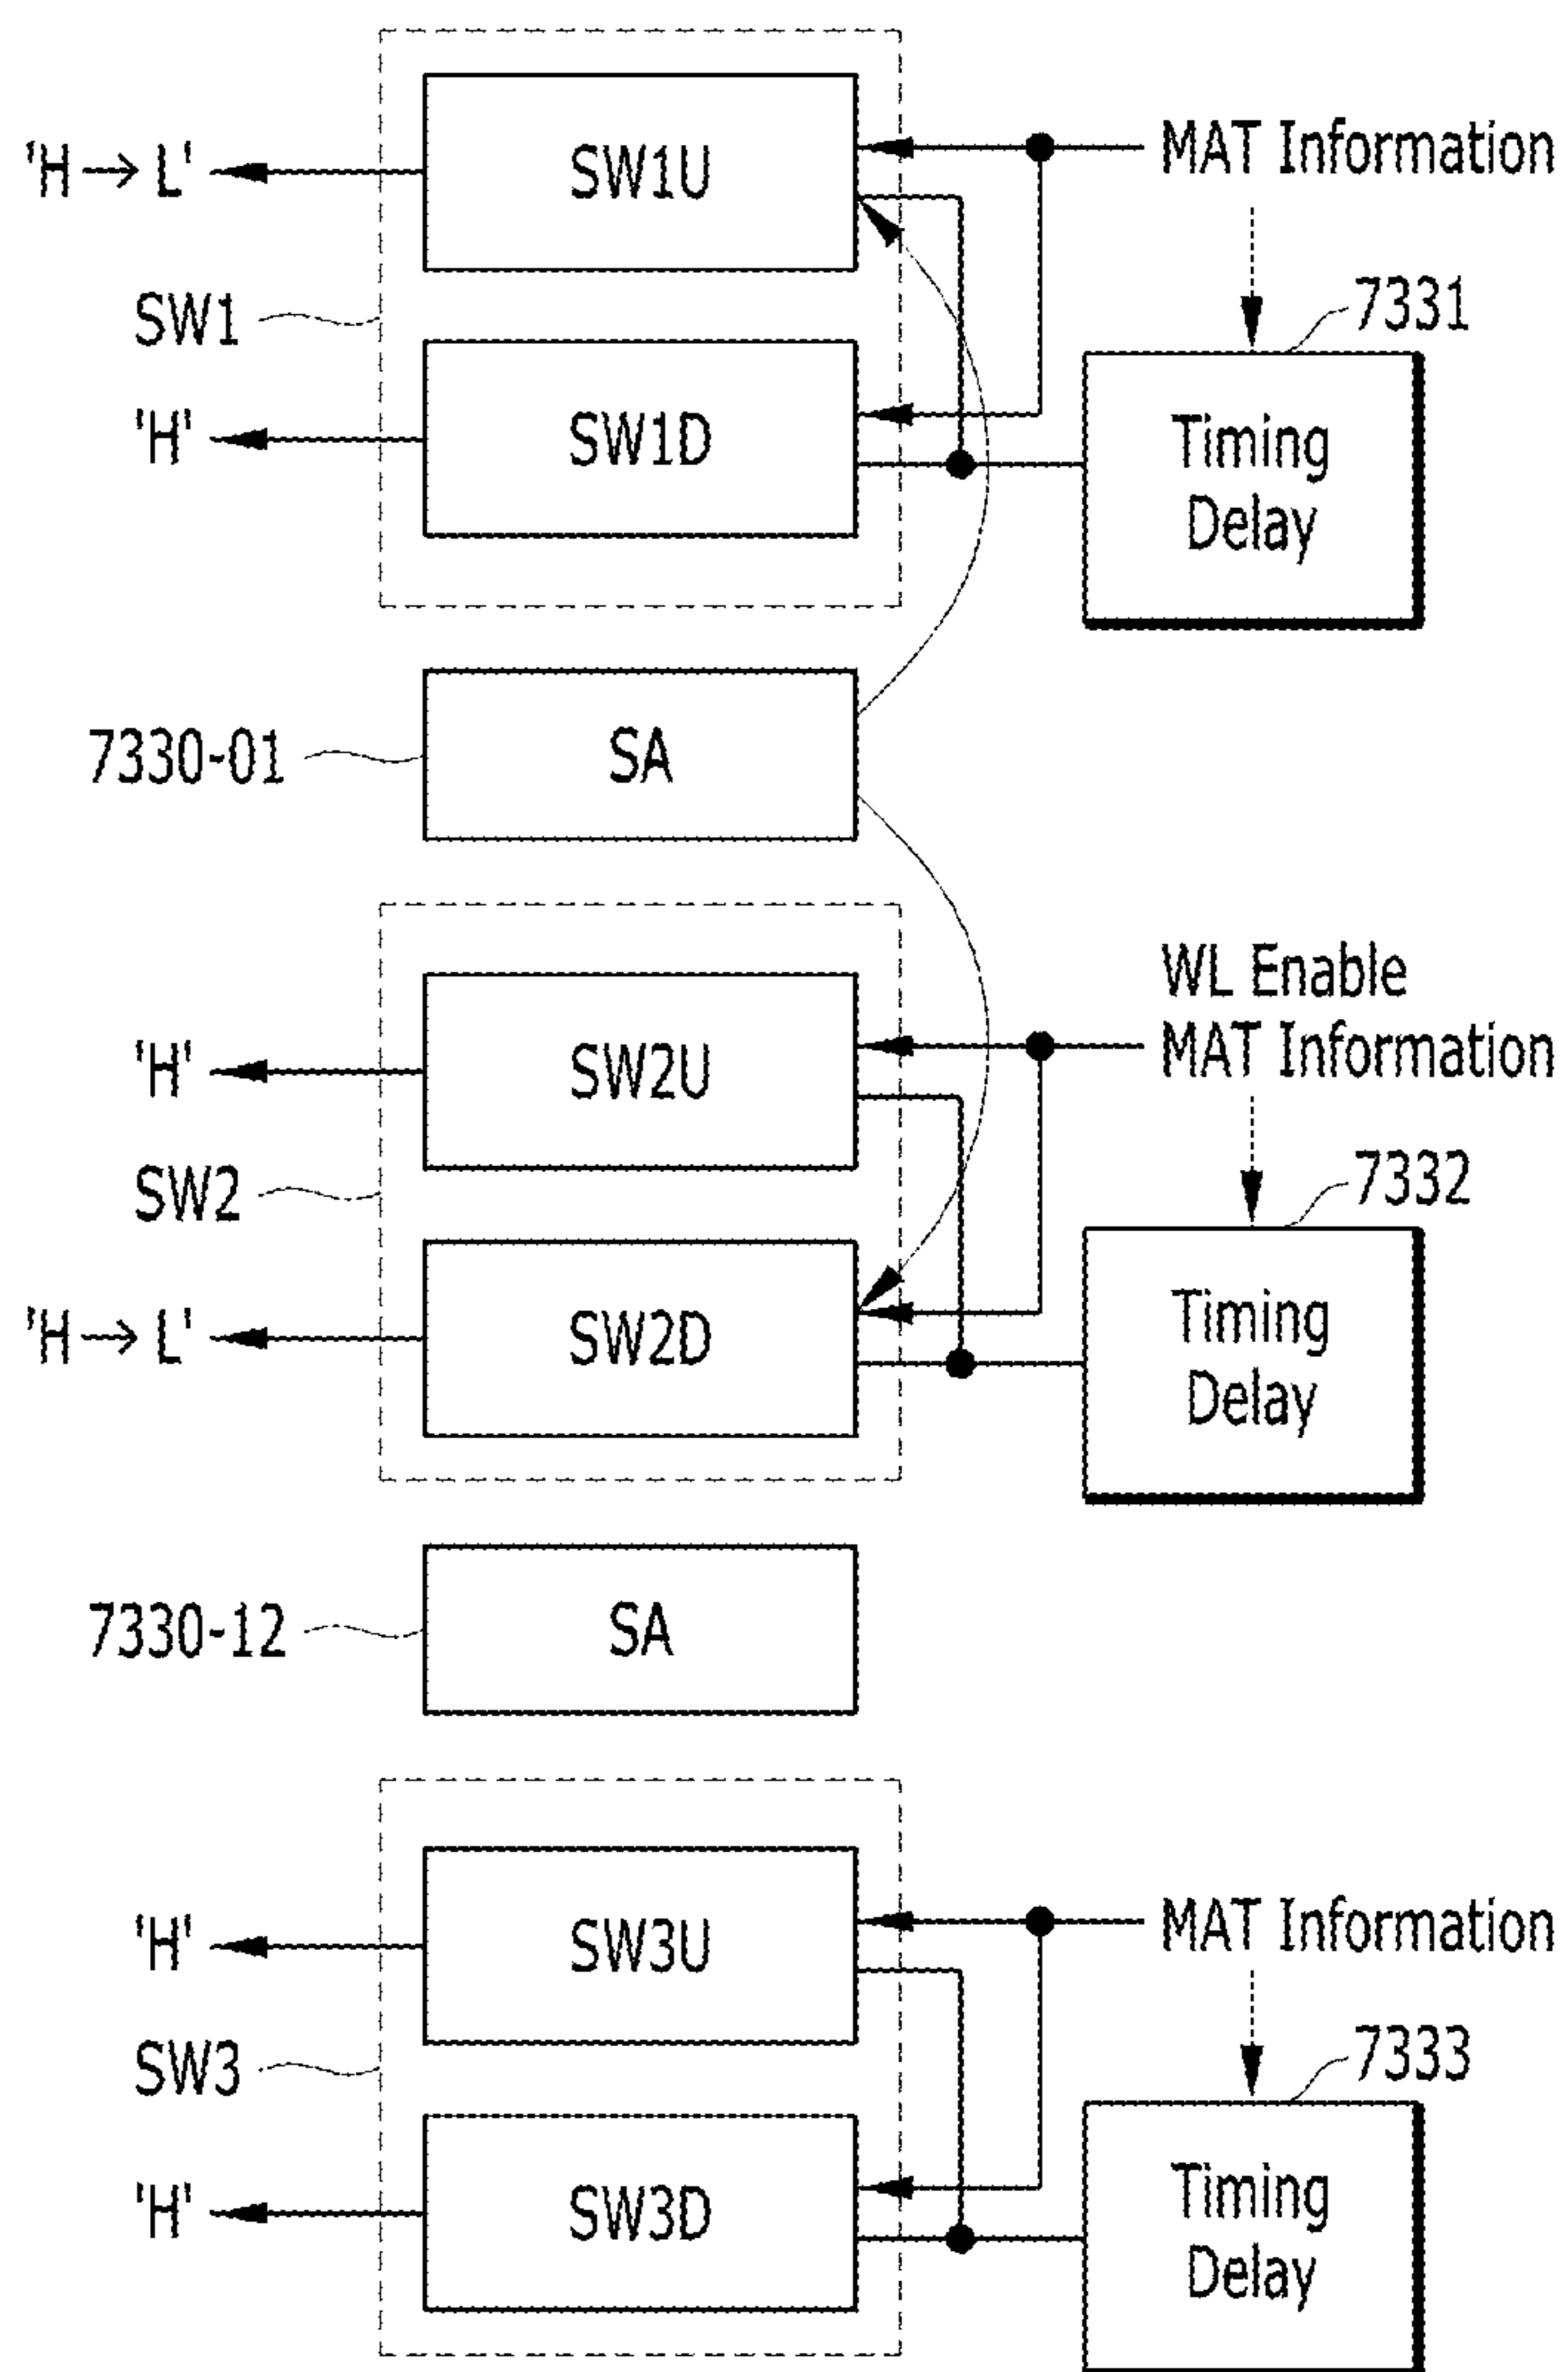 'H → L'
SW1U
MAT Information
SW1
7331
'H'
SW1D
Timing
Delay
7330-01
SA
WL Enable
'H'
SW2U
MAT Information
SW2
7332
'H → L'
SW2D
Timing
Delay
7330-12
SA
'H'
SW3U
MAT Information
SW3
7333
'H'
SW3D
Timing
Delay